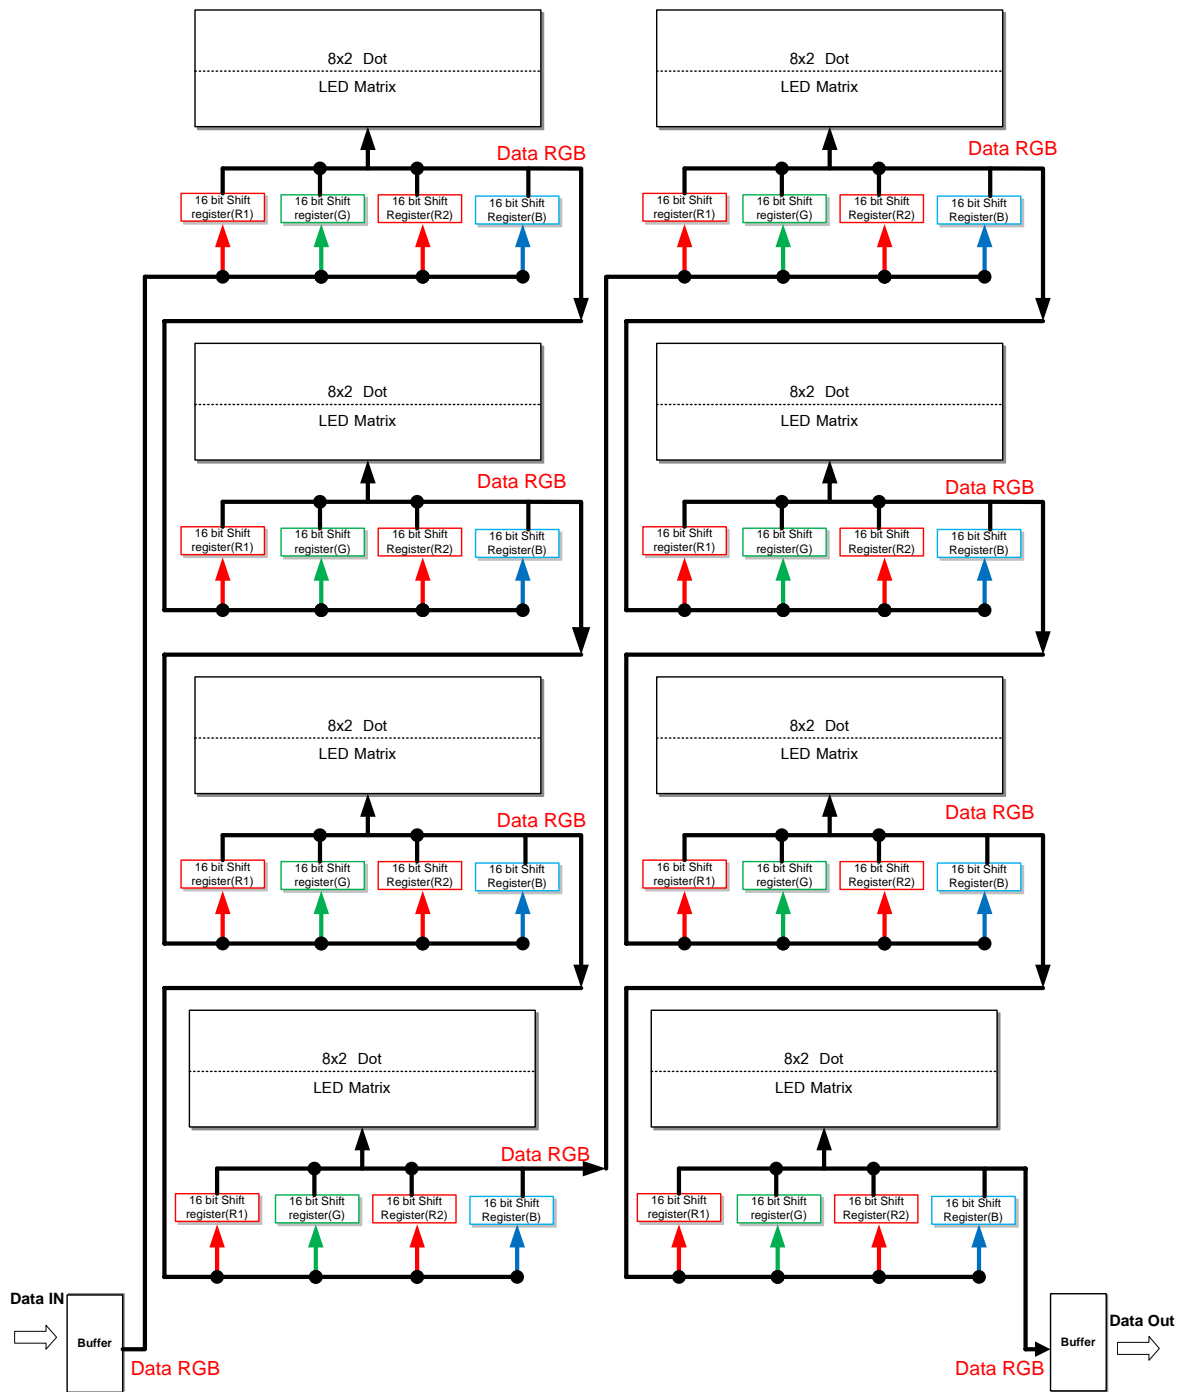 8x2 Dot
LED Matrix
8x2 Dot
LED Matrix
Data RGB
Data RGB
16 bit Shift
register(R1)
16 bit Shift
register(G)
16 bit Shift
Register(R2)
16 bit Shift
Register(B)
16 bit Shift
register(R1)
16 bit Shift
register(G)
16 bit Shift
Register(R2)
16 bit Shift
Register(B)
8x2 Dot
LED Matrix
8x2 Dot
LED Matrix
Data RGB
Data RGB
16 bit Shift
register(R1)
16 bit Shift
register(G)
16 bit Shift
Register(R2)
16 bit Shift
Register(B)
16 bit Shift
register(R1)
16 bit Shift
register(G)
16 bit Shift
Register(R2)
16 bit Shift
Register(B)
8x2 Dot
LED Matrix
8x2 Dot
LED Matrix
Data RGB
Data RGB
16 bit Shift
register(R1)
16 bit Shift
register(G)
16 bit Shift
Register(R2)
16 bit Shift
Register(B)
16 bit Shift
register(R1)
16 bit Shift
register(G)
16 bit Shift
Register(R2)
16 bit Shift
Register(B)
8x2 Dot
LED Matrix
8x2 Dot
LED Matrix
Data RGB
16 bit Shift
register(R1)
16 bit Shift
register(G)
16 bit Shift
Register(R2)
16 bit Shift
Register(B)
16 bit Shift
register(R1)
16 bit Shift
register(G)
16 bit Shift
Register(R2)
16 bit Shift
Register(B)
Data IN
Buffer
Data RGB
Data RGB
Buffer
Data Out